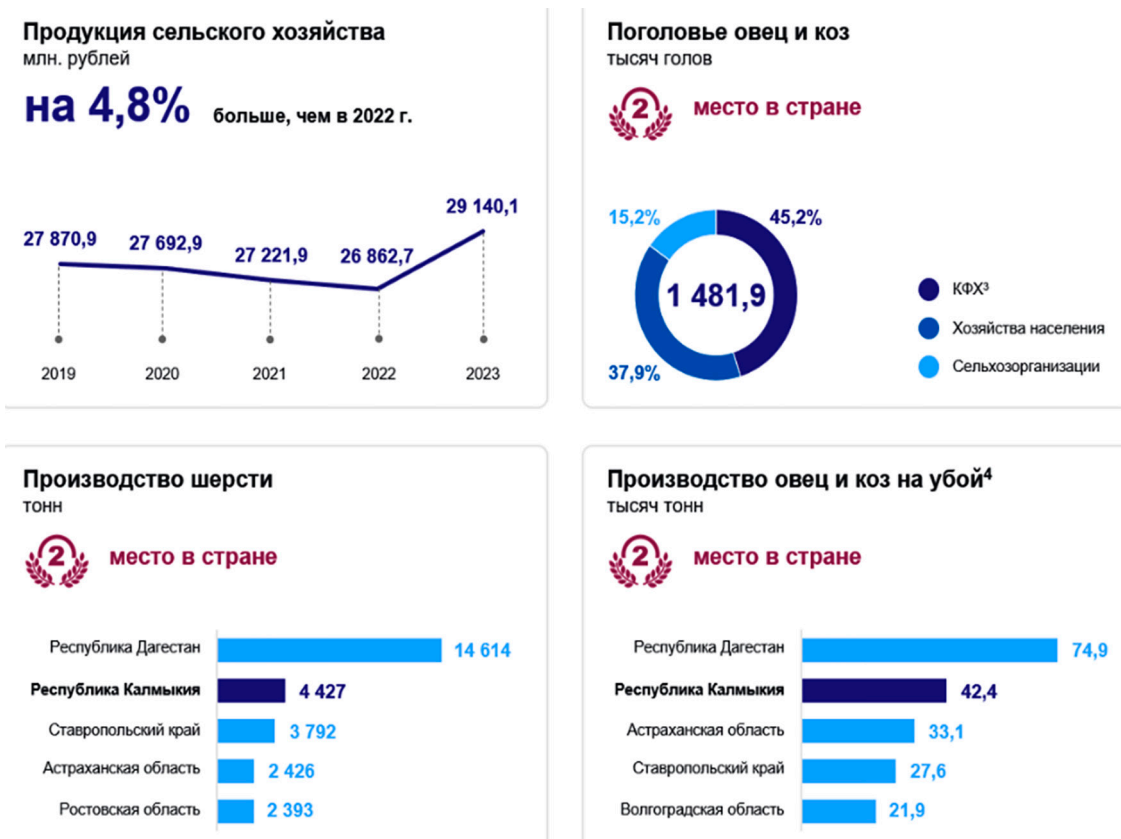 Продукция сельского хозяйства
млн. рублей
на 4,8% больше, чем в 2022 г.
27 870,9
27 692,9
27 221,9
26 862,7
29 140,1
2019
2020
2021
2022
2023
Поголовье овец и коз
тысяч голов
2 место в стране
15,2%
45,2%
1 481,9
37,9%
КФХ³
Хозяйства населения
Сельхозорганизации
Производство шерсти
тонн
2 место в стране
Республика Дагестан 14 614
Республика Калмыкия 4 427
Ставропольский край 3 792
Астраханская область 2 426
Ростовская область 2 393
Производство овец и коз на убой⁴
тысяч тонн
2 место в стране
Республика Дагестан 74,9
Республика Калмыкия 42,4
Астраханская область 33,1
Ставропольский край 27,6
Волгоградская область 21,9